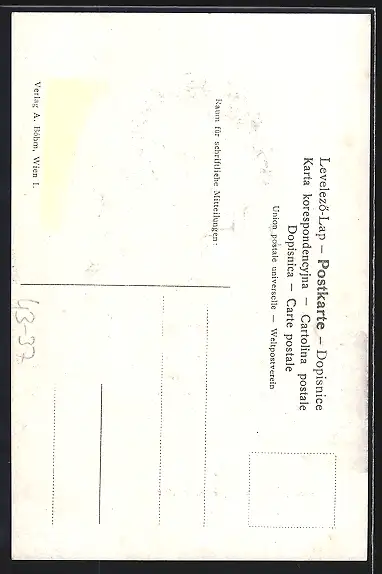 Levelező-Lap – Postkarte – Dopisnice
Karta korespondencyjna – Cartolina postale
Dopisnica – Carte postale
Union postale universelle – Weltpostverein
Raum für schriftliche Mitteilungen:
Verlag A. Böhm, Wien I.
43-37